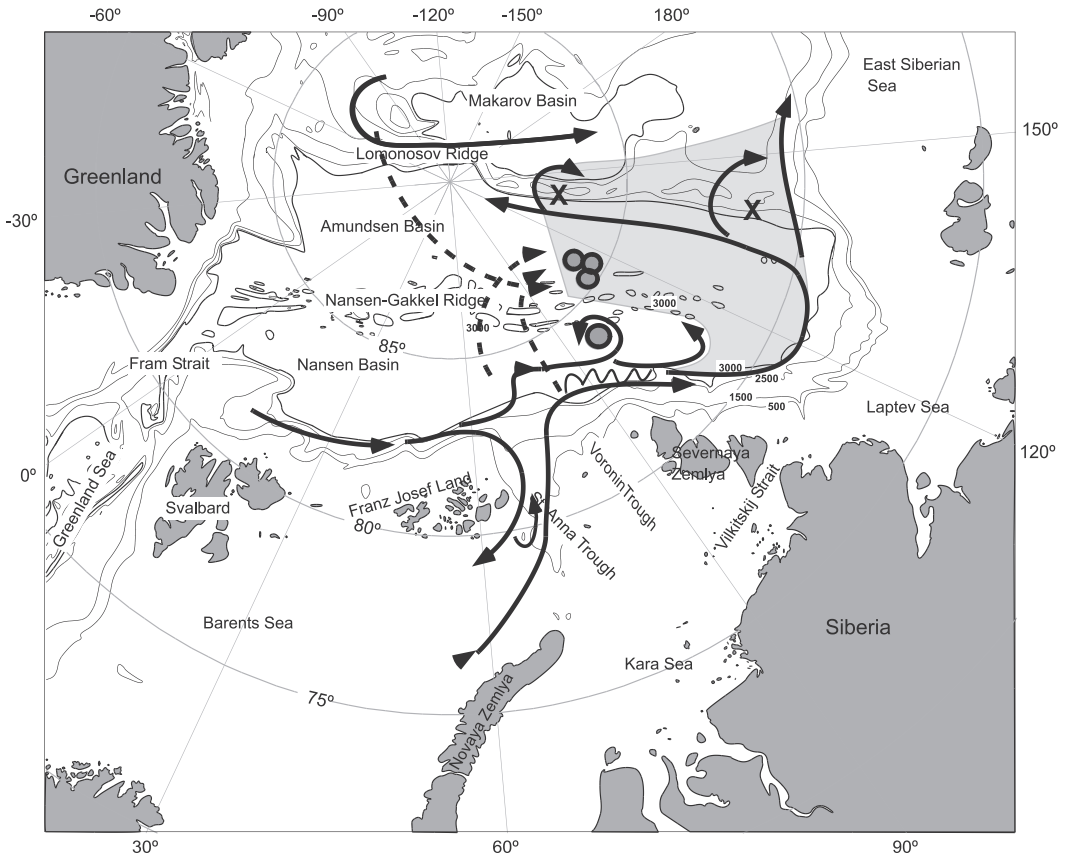 -60º
-90º
-120º
-150º
180º
East Siberian
Sea
Makarov Basin
150º
Lomonosov Ridge
Greenland
-30º
Amundsen Basin
Nansen-Gakkel Ridge
3000
3000
85º
Fram Strait
Nansen Basin
3000
2500
1500
500
Laptev Sea
120º
0º
Greenland Sea
Svalbard
Franz Josef Land
80º
St. Anna Trough
Voronin Trough
Severnaya
Zemlya
Vilkitskii Strait
X
X
Barents Sea
Siberia
Kara Sea
75º
Novaya Zemlya
30º
60º
90º